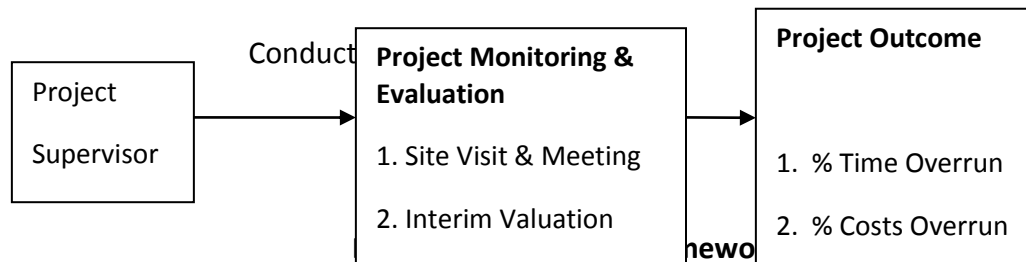 Project
Supervisor
Conduct
Project Monitoring &
Evaluation
1. Site Visit & Meeting
2. Interim Valuation
Project Outcome
1. % Time Overrun
2. % Costs Overrun